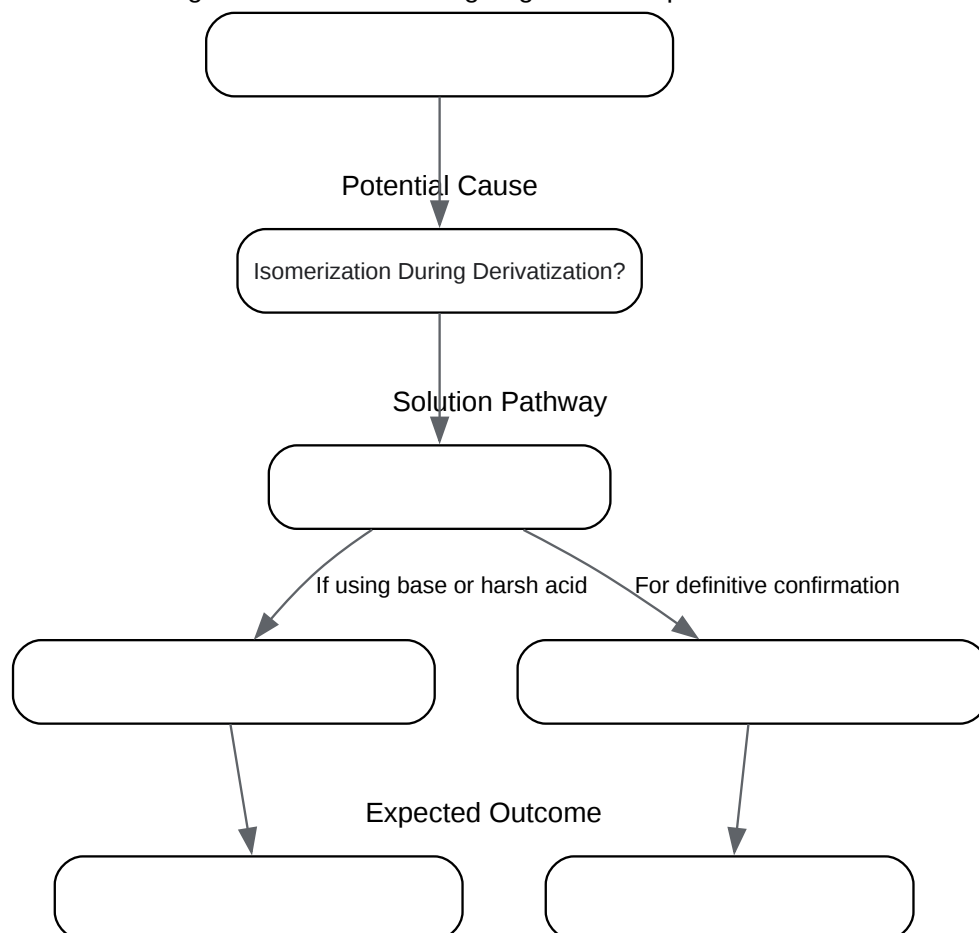 Potential Cause
Isomerization During Derivatization?
Solution Pathway
If using base or harsh acid
For definitive confirmation
Expected Outcome